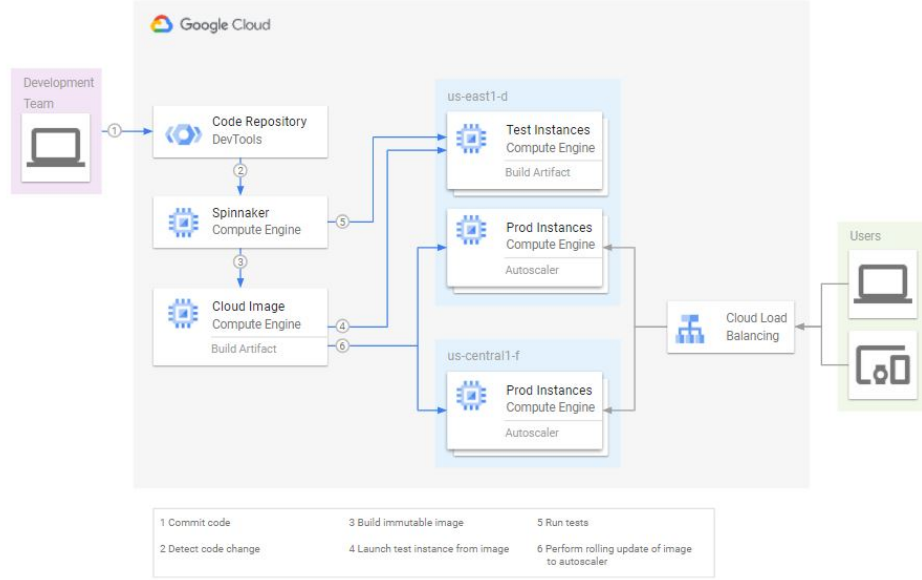 Google Cloud
Development
Team
1
Code Repository
DevTools
2
Spinnaker
Compute Engine
5
3
Cloud Image
Compute Engine
Build Artifact
4
6
us-east1-d
Test Instances
Compute Engine
Build Artifact
Prod Instances
Compute Engine
Autoscaler
us-central1-f
Prod Instances
Compute Engine
Autoscaler
Cloud Load
Balancing
Users
1 Commit code
2 Detect code change
3 Build immutable image
4 Launch test instance from image
5 Run tests
6 Perform rolling update of image
to autoscaler